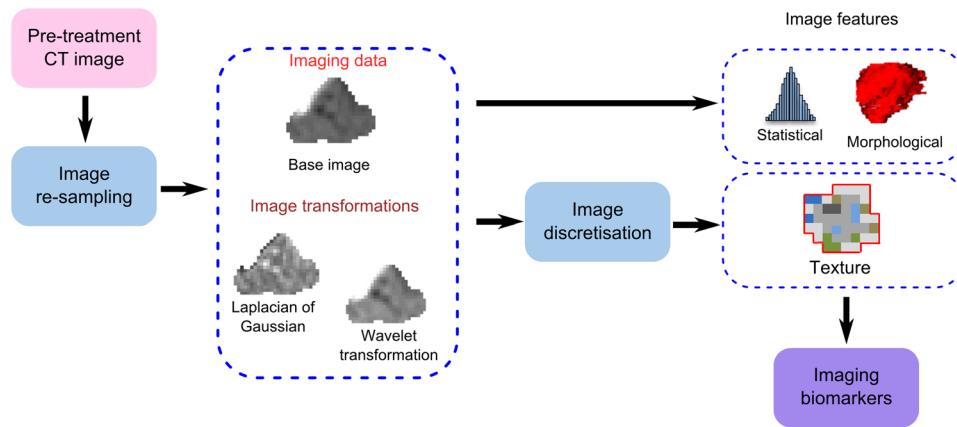 Pre-treatment
CT image
Image
re-sampling
Imaging data
Base image
Image transformations
Laplacian of
Gaussian
Wavelet
transformation
Image
discretisation
Image features
Statistical
Morphological
Texture
Imaging
biomarkers